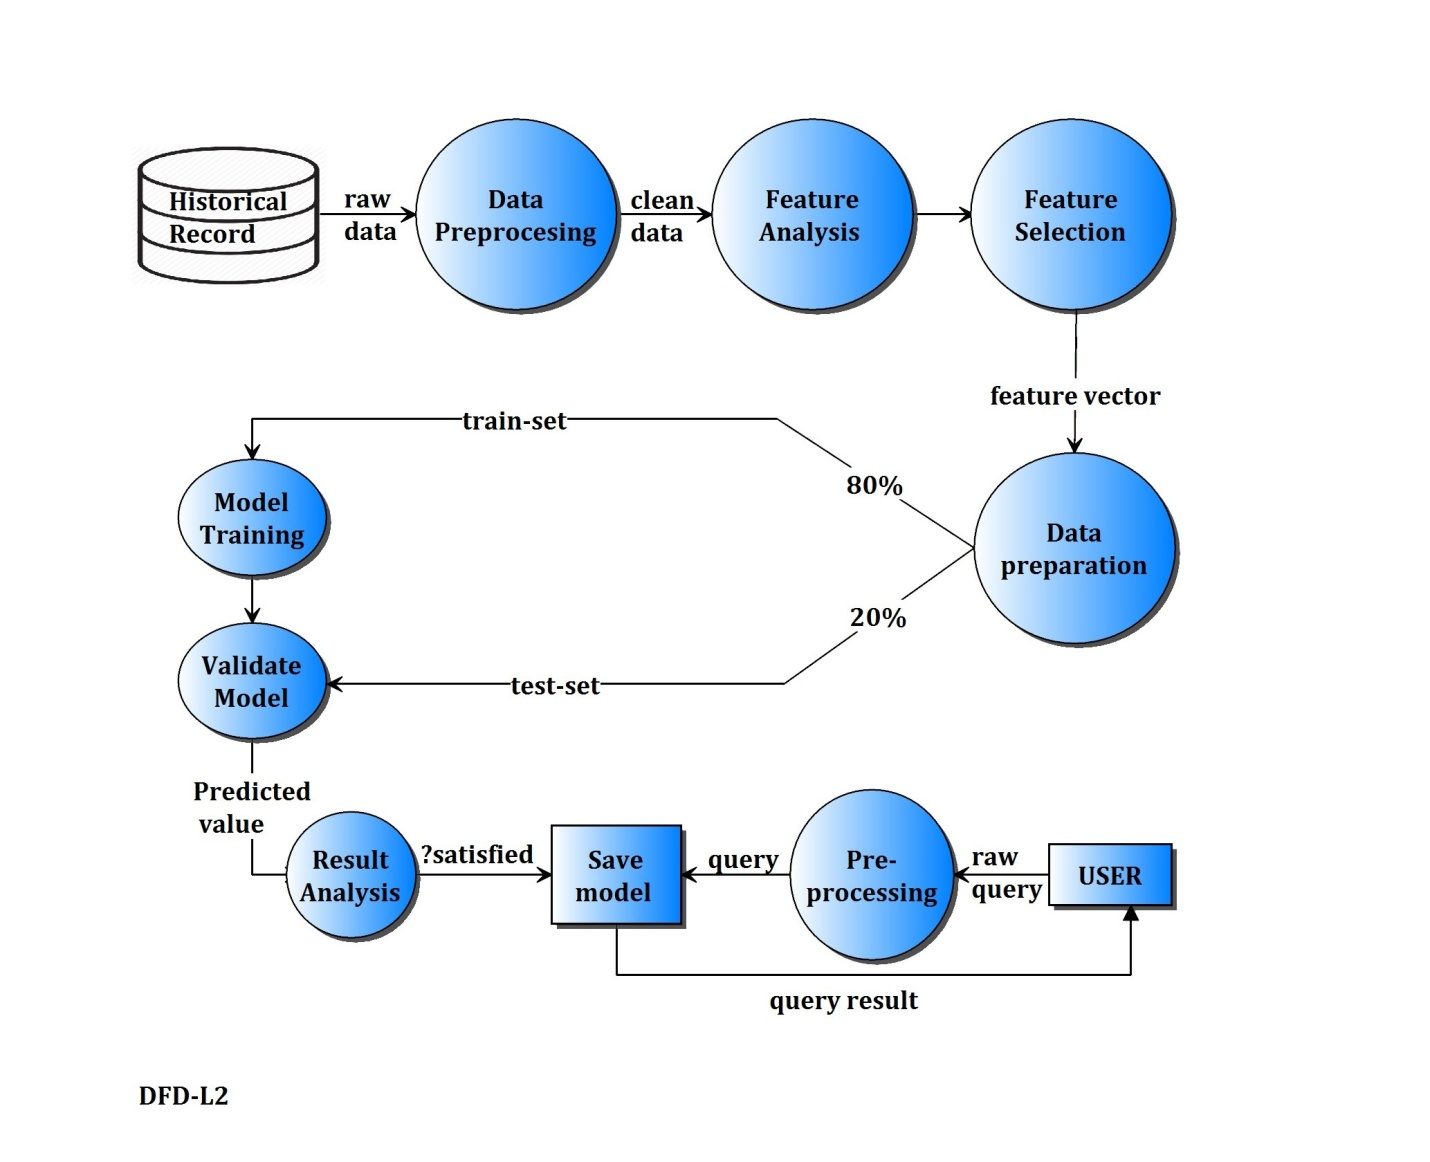 Historical
Record
raw
data
Data
Preprocesing
clean
data
Feature
Analysis
Feature
Selection
feature vector
train-set
80%
Model
Training
Data
preparation
20%
Validate
Model
test-set
Predicted
value
Result
Analysis
?satisfied
Save
model
query
Pre-
processing
raw
query
USER
query result
DFD-L2